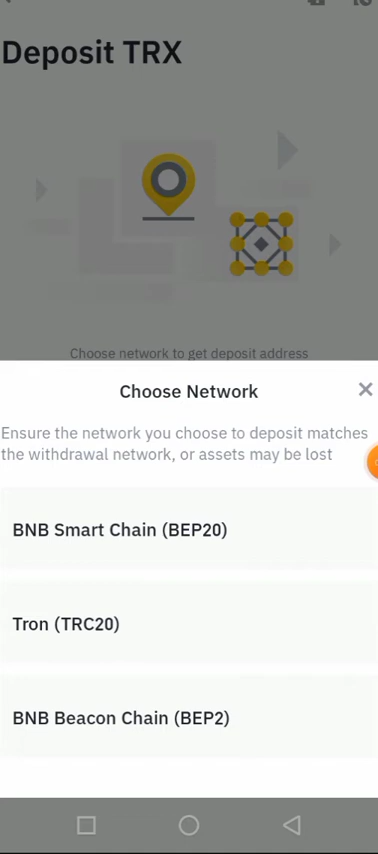 Deposit TRX
Choose network to get deposit address
Choose Network
Ensure the network you choose to deposit matches
the withdrawal network, or assets may be lost
BNB Smart Chain (BEP20)
Tron (TRC20)
BNB Beacon Chain (BEP2)